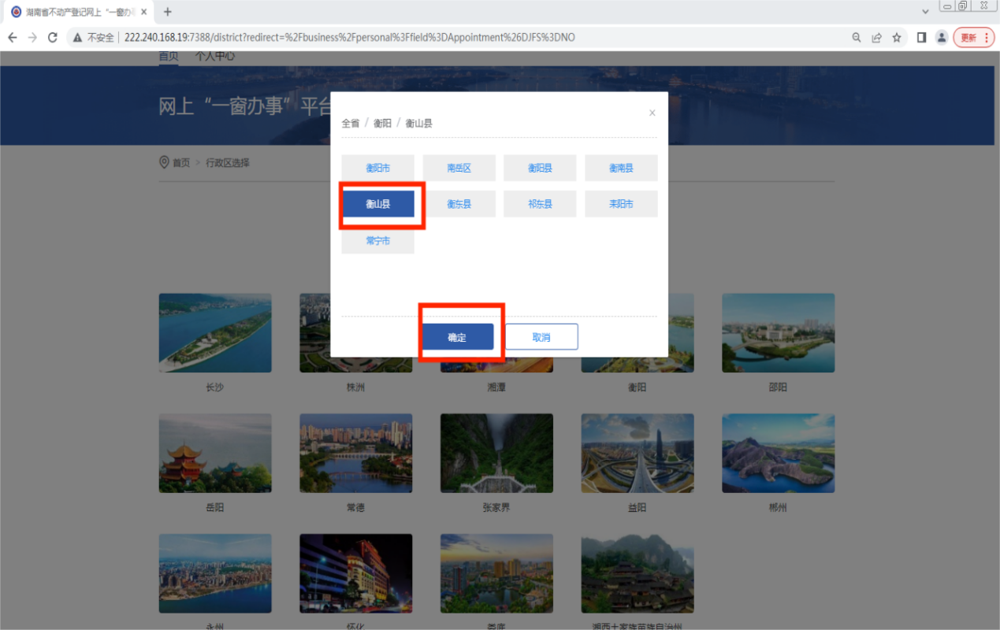 湖南省不动产登记网上“一窗办事
不安全
222.240.168.19:7388/district?redirect=%2Fbusiness%2Fpersonal%3Ffield%3DAppointment%26DJFS%3DNO
更新
首页 个人中心
网上“一窗办事”平台
全省 / 衡阳 / 衡山县
首页 > 行政区选择
衡阳市 南岳区 衡阳县 衡南县
衡山县 衡东县 祁东县 耒阳市
常宁市
确定 取消
长沙 株洲 湘潭 衡阳 邵阳
岳阳 常德 张家界 益阳 郴州
永州 怀化 娄底 湘西土家族苗族自治州